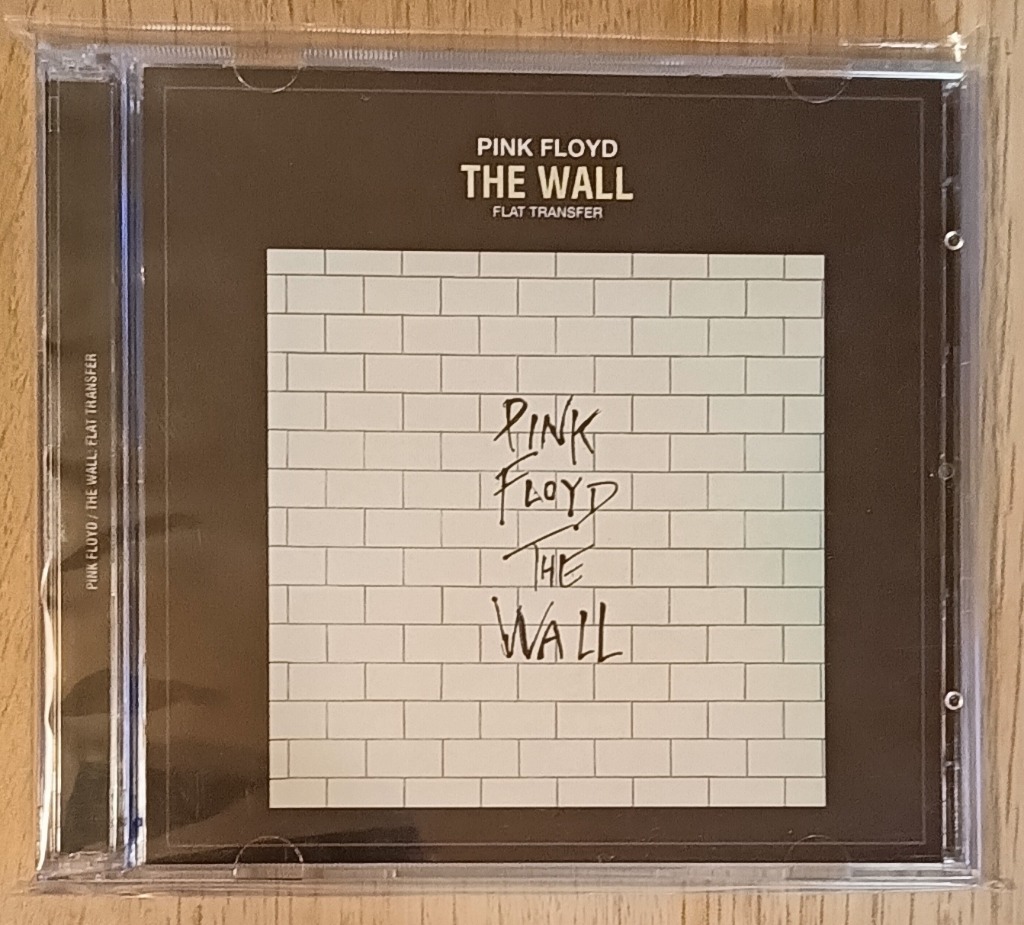 PINK FLOYD
THE WALL
FLAT TRANSFER
PINK FLOYD / THE WALL: FLAT TRANSFER
PINK
FLOYD
THE
WALL